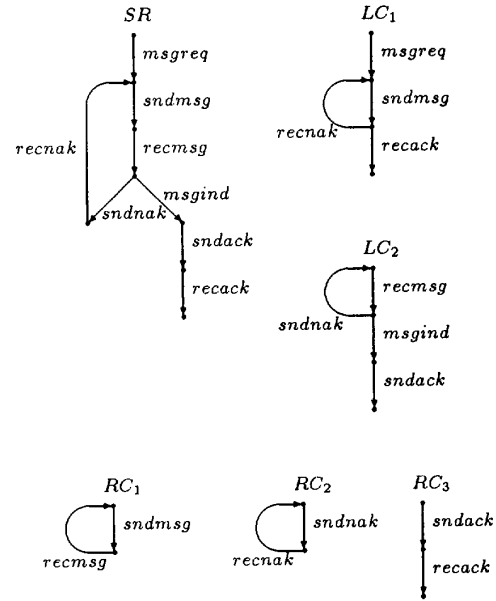 SR
msgreq
sndmsg
recnak
recmsg
msgind
sndnak
sndack
recack
LC1
msgreq
sndmsg
recnak
recack
LC2
recmsg
sndnak
msgind
sndack
RC1
sndmsg
recmsg
RC2
sndnak
recnak
RC3
sndack
recack